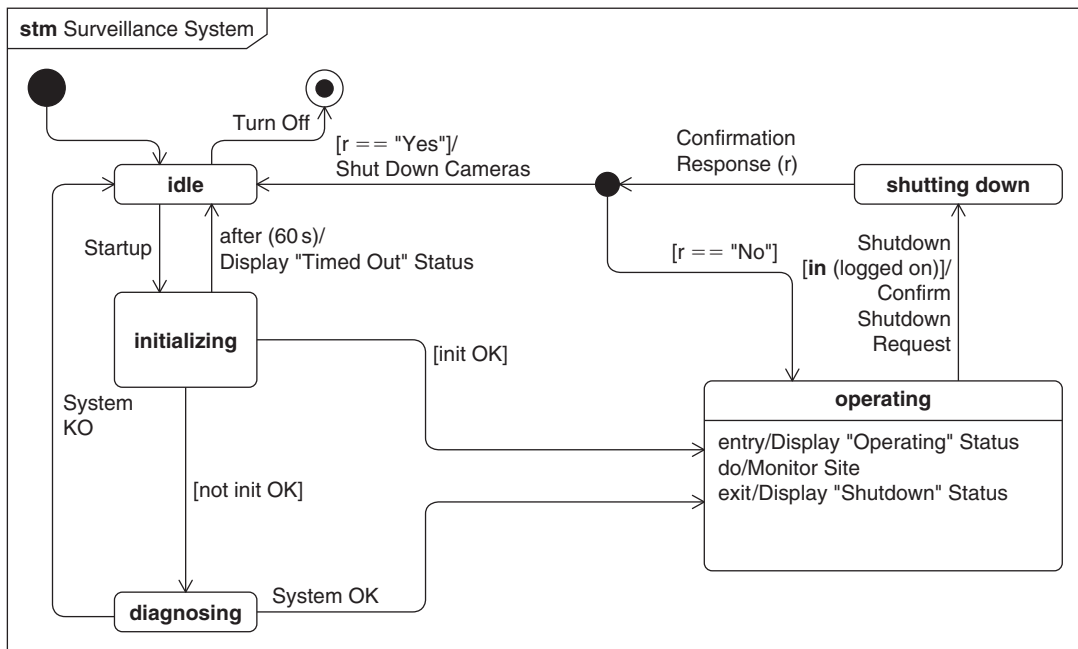 stm Surveillance System
Turn Off
[r == "Yes"]/
Shut Down Cameras
Confirmation
Response (r)
idle
shutting down
Startup
after (60 s)/
Display "Timed Out" Status
[r == "No"]
Shutdown
[in (logged on)]/
Confirm
Shutdown
Request
initializing
[init OK]
System
KO
operating
entry/Display "Operating" Status
do/Monitor Site
exit/Display "Shutdown" Status
[not init OK]
diagnosing
System OK